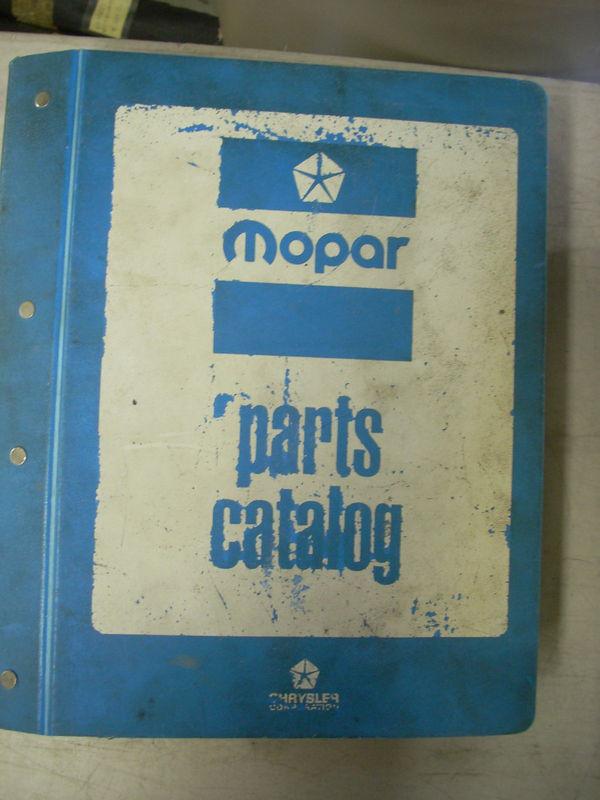 mopar
parts
catalog
CHRYSLER
CORPORATION